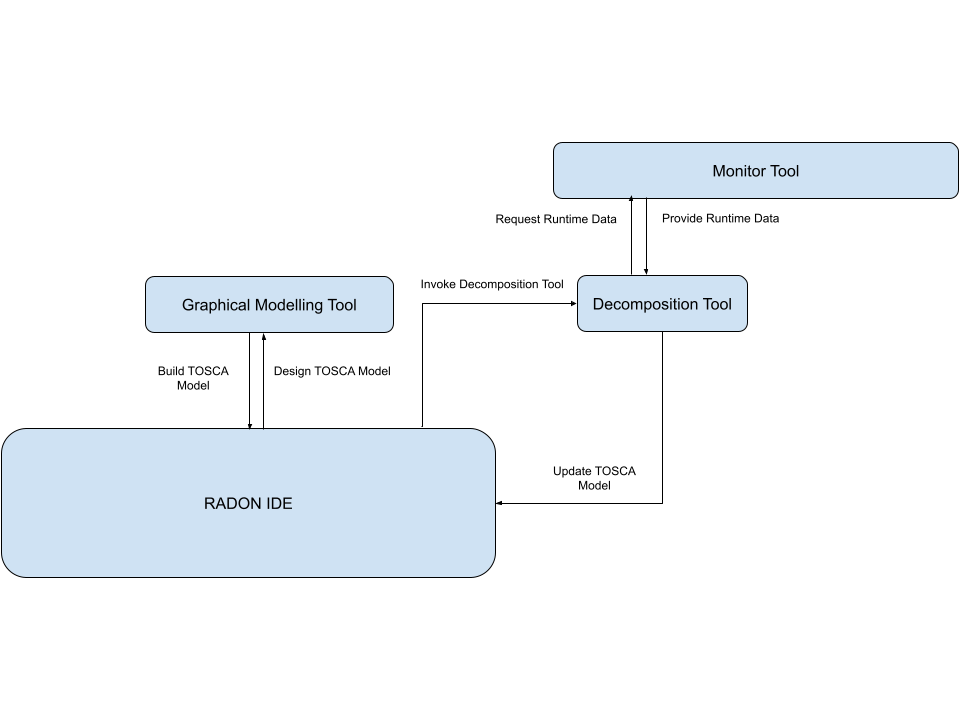 Monitor Tool
Request Runtime Data
Provide Runtime Data
Invoke Decomposition Tool
Graphical Modelling Tool
Decomposition Tool
Build TOSCA
Model
Design TOSCA Model
Update TOSCA
Model
RADON IDE